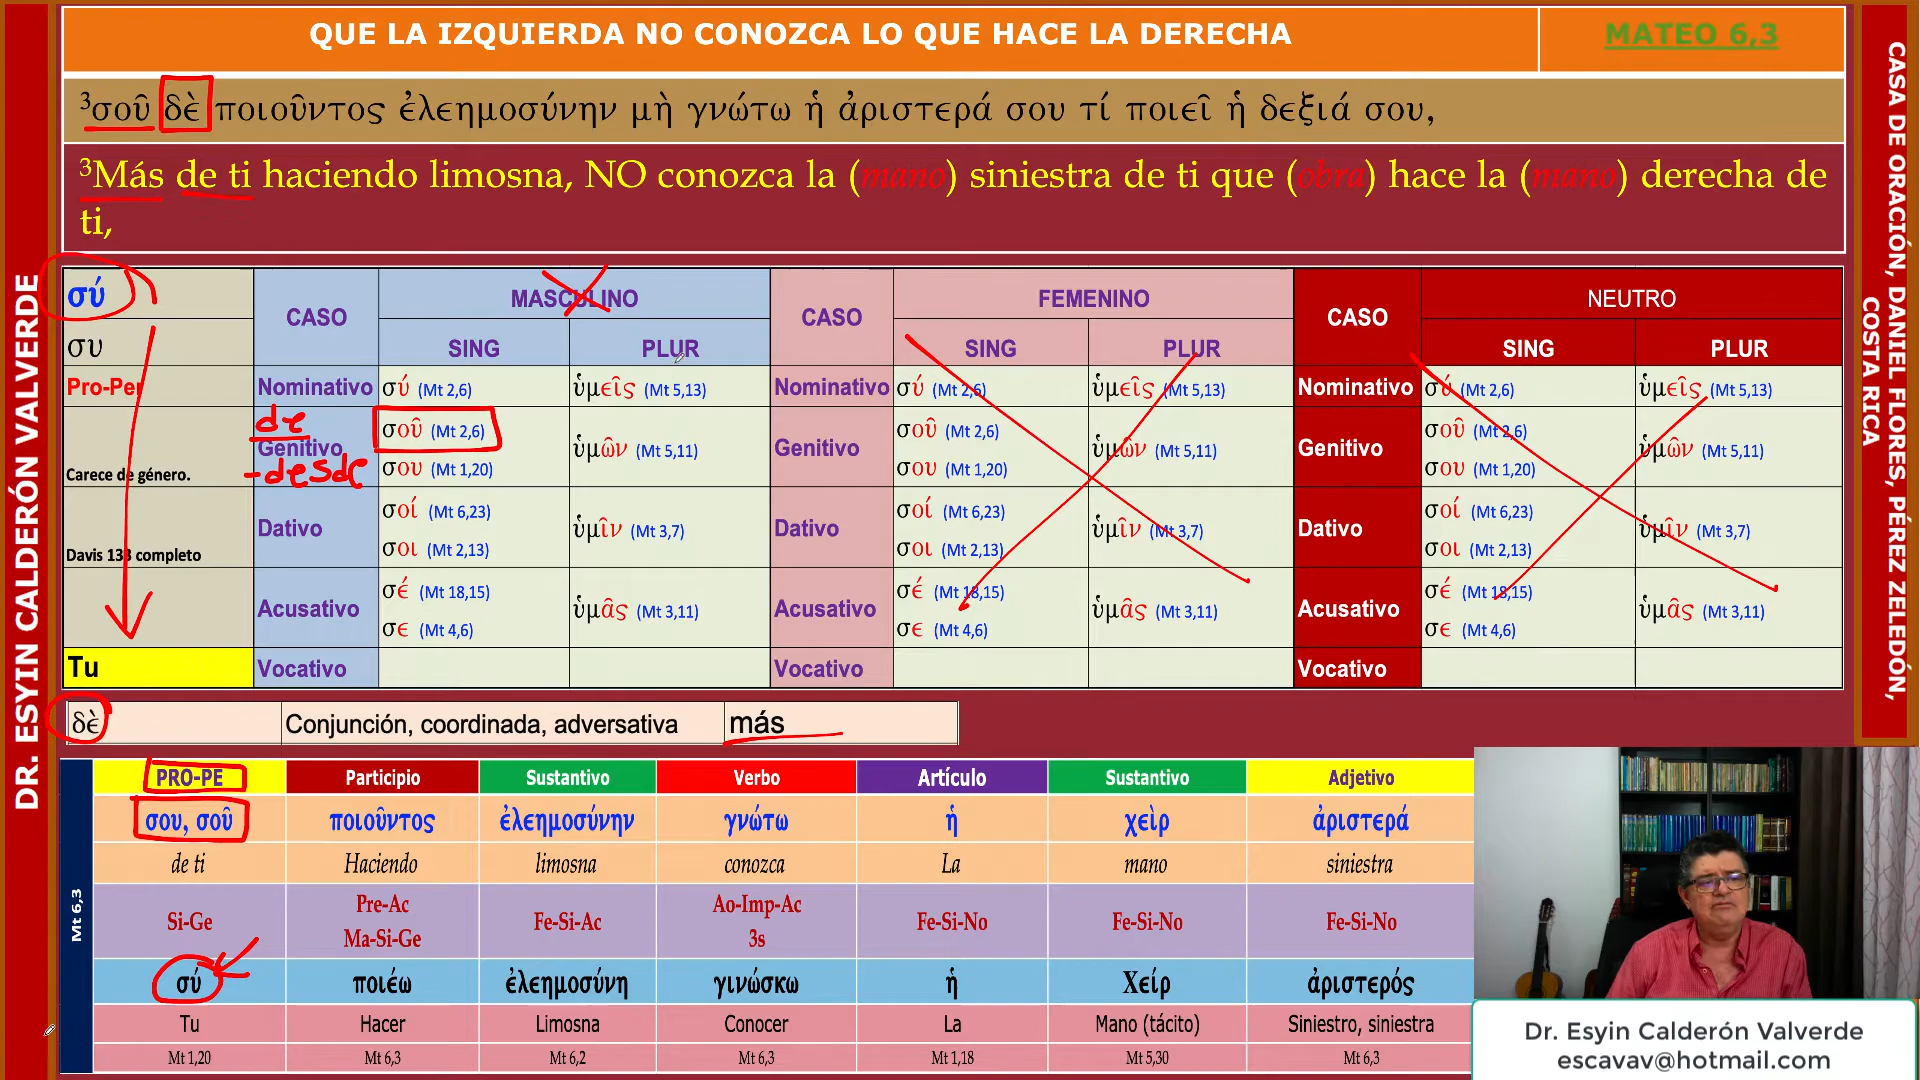 QUE LA IZQUIERDA NO CONOZCA LO QUE HACE LA DERECHA
MATEO 6,3
³σοῦ δὲ ποιοῦντος ἐλεημοσύνην μὴ γνώτω ἡ ἀριστερά σου τί ποιεῖ ἡ δεξιά σου,
³Más de ti haciendo limosna, NO conozca la (mano) siniestra de ti que (obra) hace la (mano) derecha de
ti,
DR. ESYIN CALDERÓN VALVERDE
CASA DE ORACIÓN, DANIEL FLORES, PÉREZ ZELEDÓN,
COSTA RICA
σύ CASO MASCULINO CASO FEMENINO CASO NEUTRO
συ SING PLUR SING PLUR SING PLUR
Pro-Per Nominativo σύ (Mt 2,6) ὑμεῖς (Mt 5,13) Nominativo σύ (Mt 2,6) ὑμεῖς (Mt 5,13) Nominativo σύ (Mt 2,6) ὑμεῖς (Mt 5,13)
de
Carece de género. Genitivo σοῦ (Mt 2,6) ὑμῶν (Mt 5,11) Genitivo σοῦ (Mt 2,6) ὑμῶν (Mt 5,11) Genitivo σοῦ (Mt 2,6) ὑμῶν (Mt 5,11)
-desde σου (Mt 1,20) σου (Mt 1,20) σου (Mt 1,20)
Davis 133 completo Dativo σοί (Mt 6,23) ὑμῖν (Mt 3,7) Dativo σοί (Mt 6,23) ὑμῖν (Mt 3,7) Dativo σοί (Mt 6,23) ὑμῖν (Mt 3,7)
σοι (Mt 2,13) σοι (Mt 2,13) σοι (Mt 2,13)
Acusativo σέ (Mt 18,15) ὑμᾶς (Mt 3,11) Acusativo σέ (Mt 18,15) ὑμᾶς (Mt 3,11) Acusativo σέ (Mt 18,15) ὑμᾶς (Mt 3,11)
σε (Mt 4,6) σε (Mt 4,6) σε (Mt 4,6)
Tu Vocativo Vocativo Vocativo
δὲ Conjunción, coordinada, adversativa más
Mt 6,3
PRO-PE Participio Sustantivo Verbo Artículo Sustantivo Adjetivo
σου, σοῦ ποιοῦντος ἐλεημοσύνην γνώτω ἡ χεὶρ ἀριστερά
de ti Haciendo limosna conozca La mano siniestra
Si-Ge Pre-Ac Ma-Si-Ge Fe-Si-Ac Ao-Imp-Ac 3s Fe-Si-No Fe-Si-No Fe-Si-No
σύ ποιέω ἐλεημοσύνη γινώσκω ἡ Χείρ ἀριστερός
Tu Hacer Limosna Conocer La Mano (tácito) Siniestro, siniestra
Mt 1,20 Mt 6,3 Mt 6,2 Mt 6,3 Mt 1,18 Mt 5,30 Mt 6,3
Dr. Esyin Calderón Valverde
escavav@hotmail.com